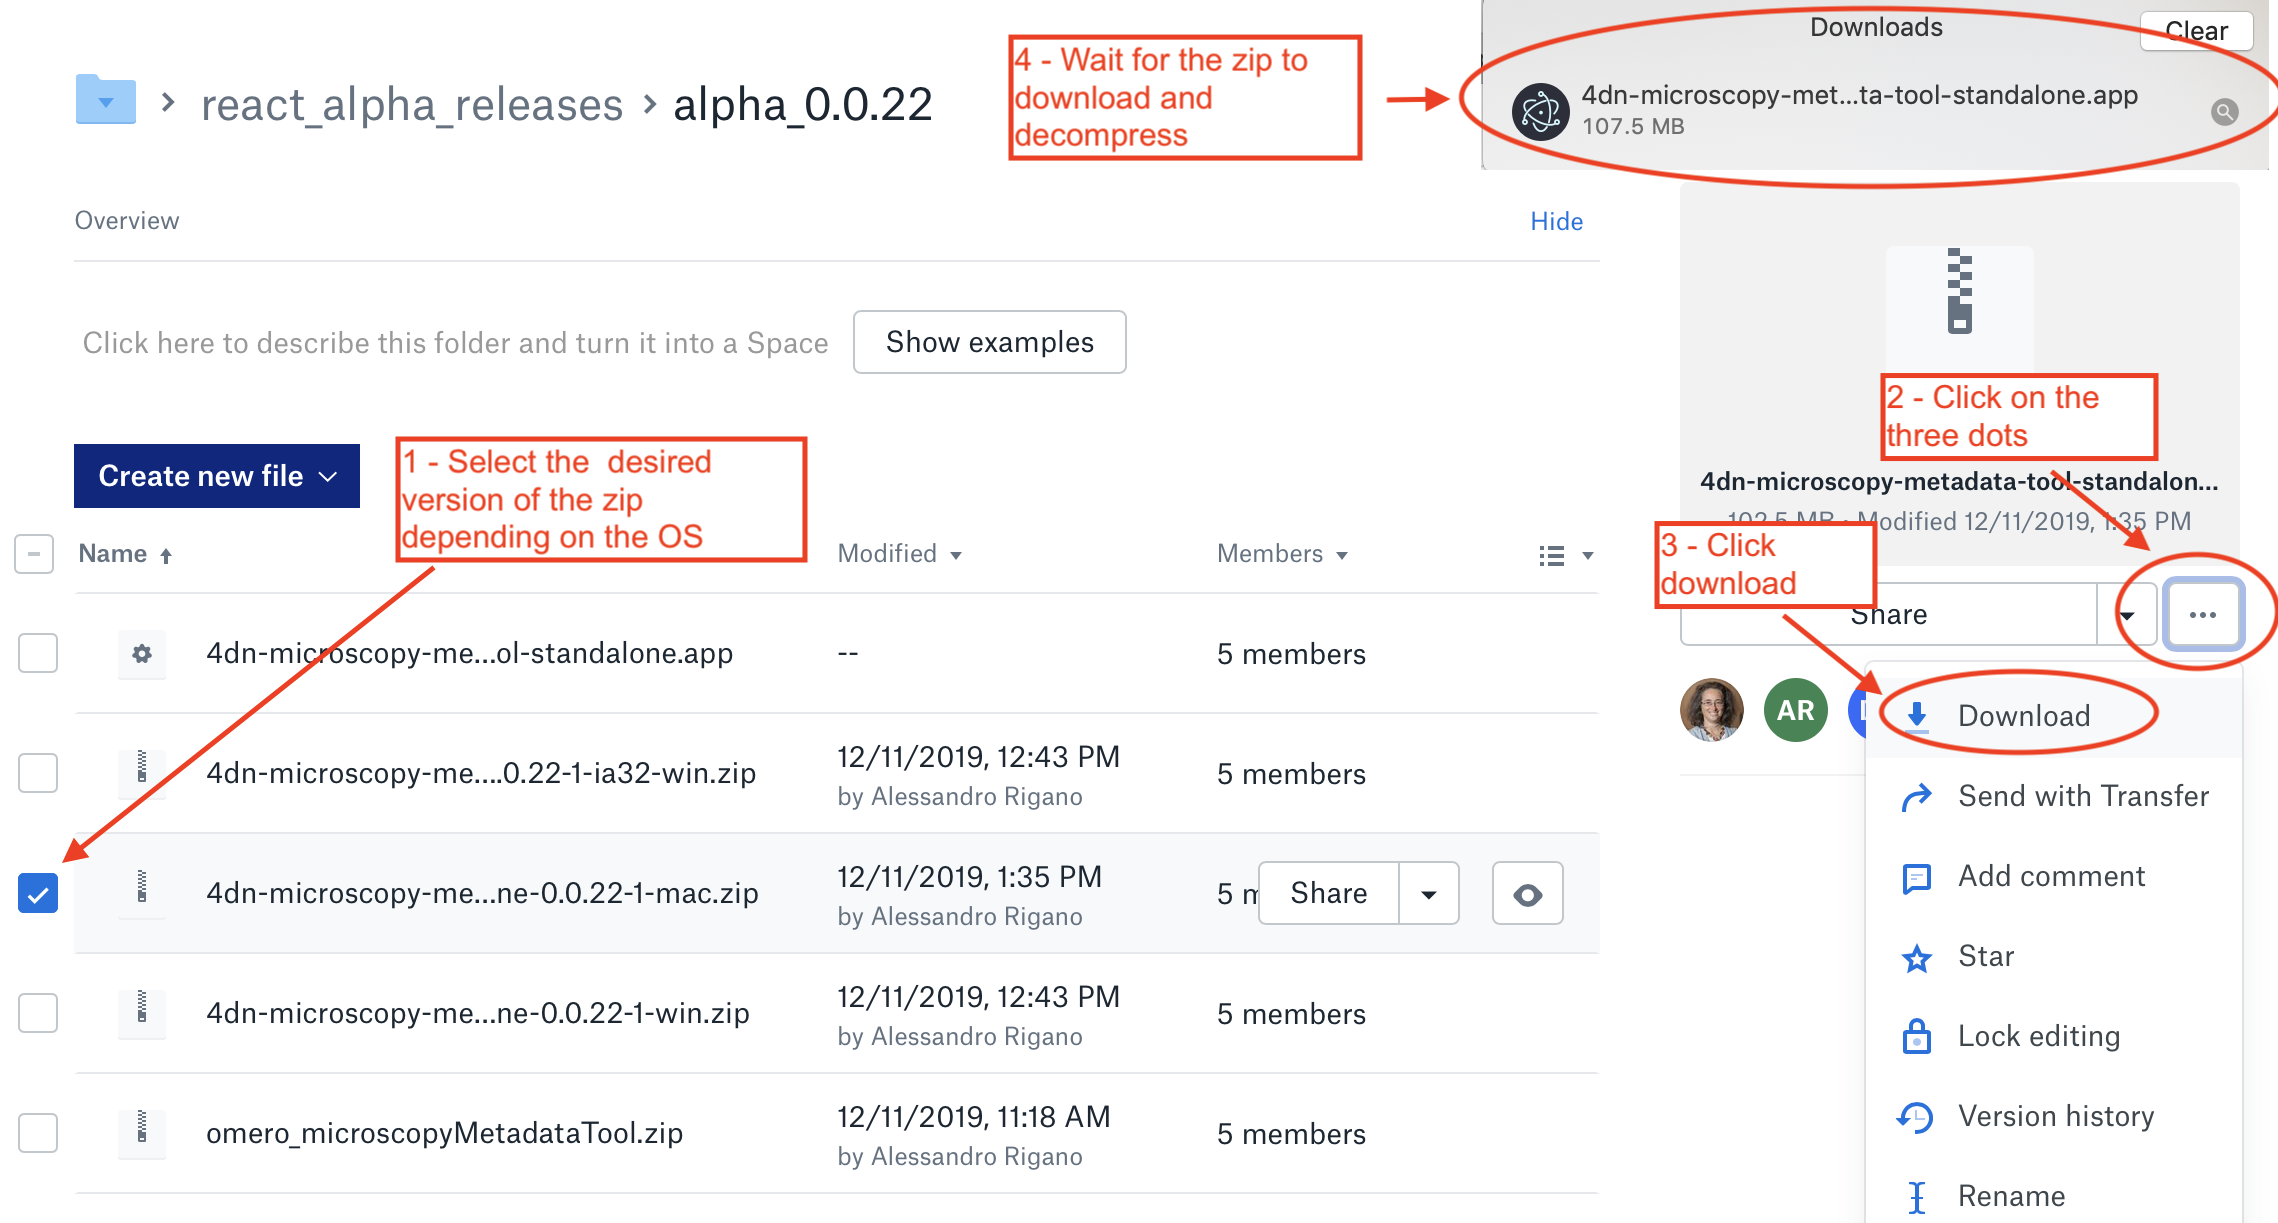 react_alpha_releases › alpha_0.0.22
4 - Wait for the zip to
download and
decompress
Downloads
Clear
4dn-microscopy-met...ta-tool-standalone.app
107.5 MB
Overview
Hide
Click here to describe this folder and turn it into a Space
Show examples
Create new file
1 - Select the  desired
version of the zip
depending on the OS
2 - Click on the
three dots
4dn-microscopy-metadata-tool-standalon...
102.5 MB · Modified 12/11/2019, 1:35 PM
3 - Click
download
Share
...
AR
Name
Modified
Members
4dn-microscopy-me...ol-standalone.app
--
5 members
4dn-microscopy-me....0.22-1-ia32-win.zip
12/11/2019, 12:43 PM
by Alessandro Rigano
5 members
4dn-microscopy-me...ne-0.0.22-1-mac.zip
12/11/2019, 1:35 PM
by Alessandro Rigano
5 m
Share
4dn-microscopy-me...ne-0.0.22-1-win.zip
12/11/2019, 12:43 PM
by Alessandro Rigano
5 members
omero_microscopyMetadataTool.zip
12/11/2019, 11:18 AM
by Alessandro Rigano
5 members
Download
Send with Transfer
Add comment
Star
Lock editing
Version history
Rename